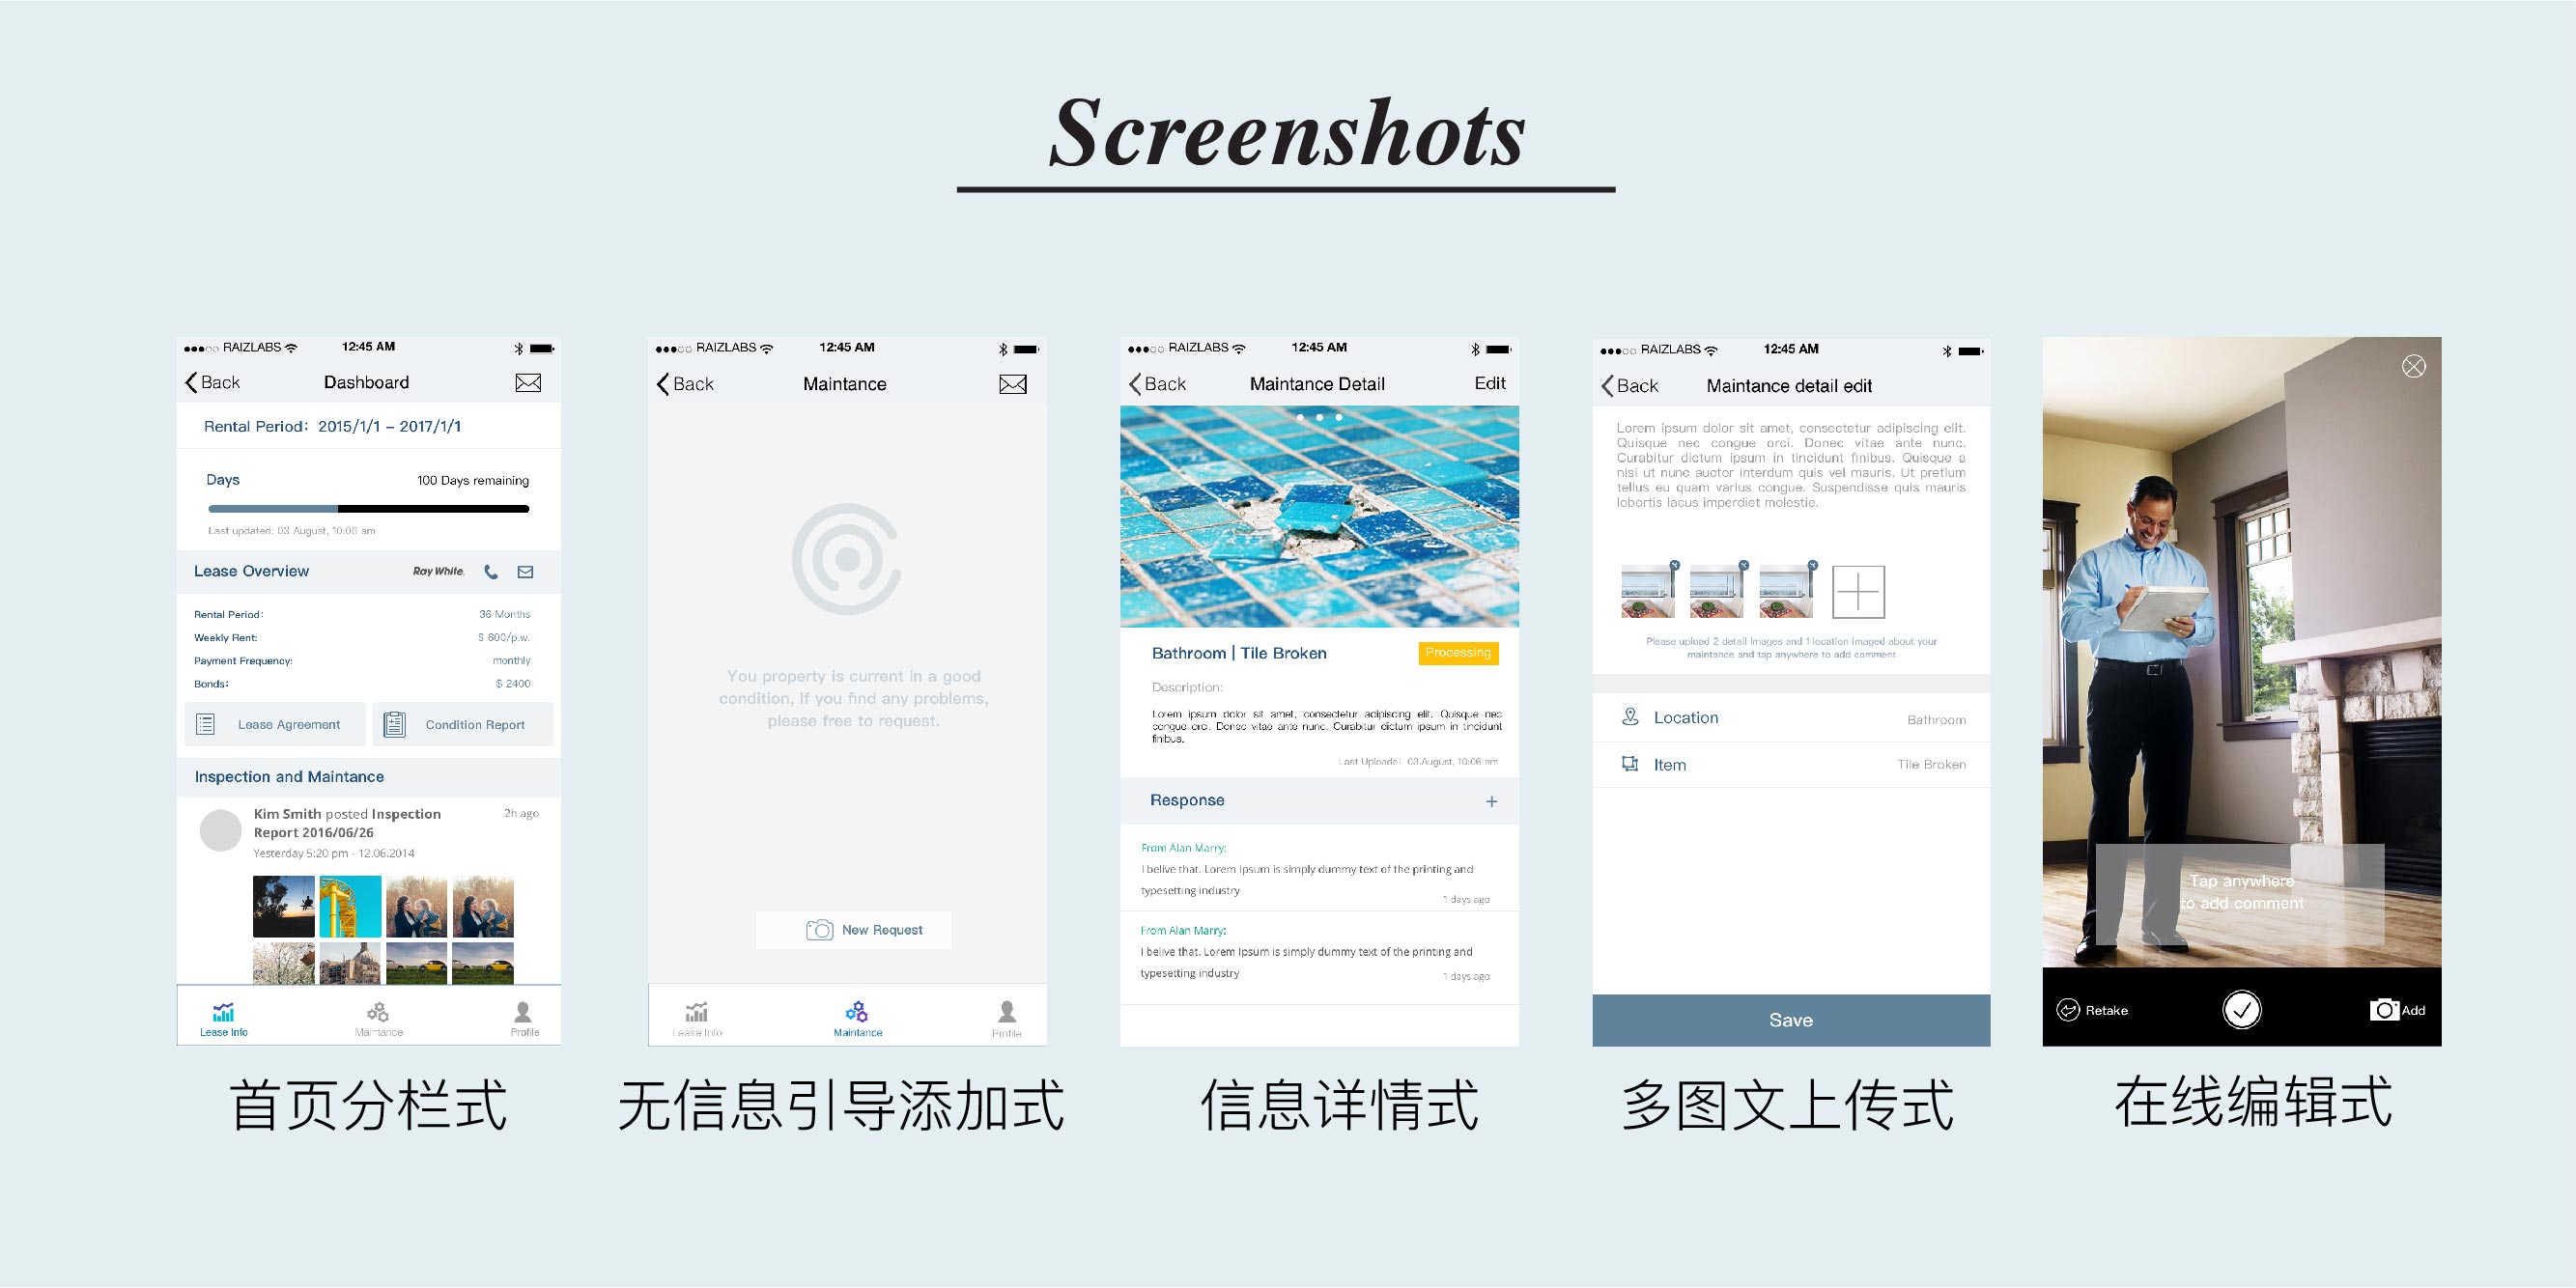 Screenshots
RAIZLABS 12:45 AM
Back Dashboard
Rental Period: 2015/1/1 – 2017/1/1
Days 100 Days remaining
Last updated: 03 August, 10:06 am
Lease Overview Ray White.
Rental Period: 36 Months
Weekly Rent: $ 600/p.w.
Payment Frequency: monthly
Bonds: $ 2400
Lease Agreement Condition Report
Inspection and Maintance
Kim Smith posted Inspection 2h ago
Report 2016/06/26
Yesterday 5:20 pm - 12.06.2014
Lease Info Maintance Profile
首页分栏式
RAIZLABS 12:45 AM
Back Maintance
You property is current in a good
condition, If you find any problems,
please free to request.
New Request
Lease Info Maintance Profile
无信息引导添加式
RAIZLABS 12:45 AM
Back Maintance Detail Edit
Bathroom | Tile Broken Processing
Description:
Lorem ipsum dolor sit amet, consectetur adipiscing elit. Quisque nec
congue orci. Donec vitae ante nunc. Curabitur dictum ipsum in tincidunt
finibus.
Last Uploade: 03.August, 10:06 am
Response +
From Alan Marry:
I belive that. Lorem Ipsum is simply dummy text of the printing and
typesetting industry
1 days ago
From Alan Marry:
I belive that. Lorem Ipsum is simply dummy text of the printing and
typesetting industry
1 days ago
信息详情式
RAIZLABS 12:45 AM
Back Maintance detail edit
Lorem ipsum dolor sit amet, consectetur adipiscing elit.
Quisque nec congue orci. Donec vitae ante nunc.
Curabitur dictum ipsum in tincidunt finibus. Quisque a
nisi ut nunc auctor interdum quis vel mauris. Ut pretium
tellus eu quam varius congue. Suspendisse quis mauris
lobortis lacus imperdiet molestie.
Please upload 2 detail images and 1 location imaged about your
maintance and tap anywhere to add comment
Location Bathroom
Item Tile Broken
Save
多图文上传式
Tap anywhere
to add comment
Retake Add
在线编辑式